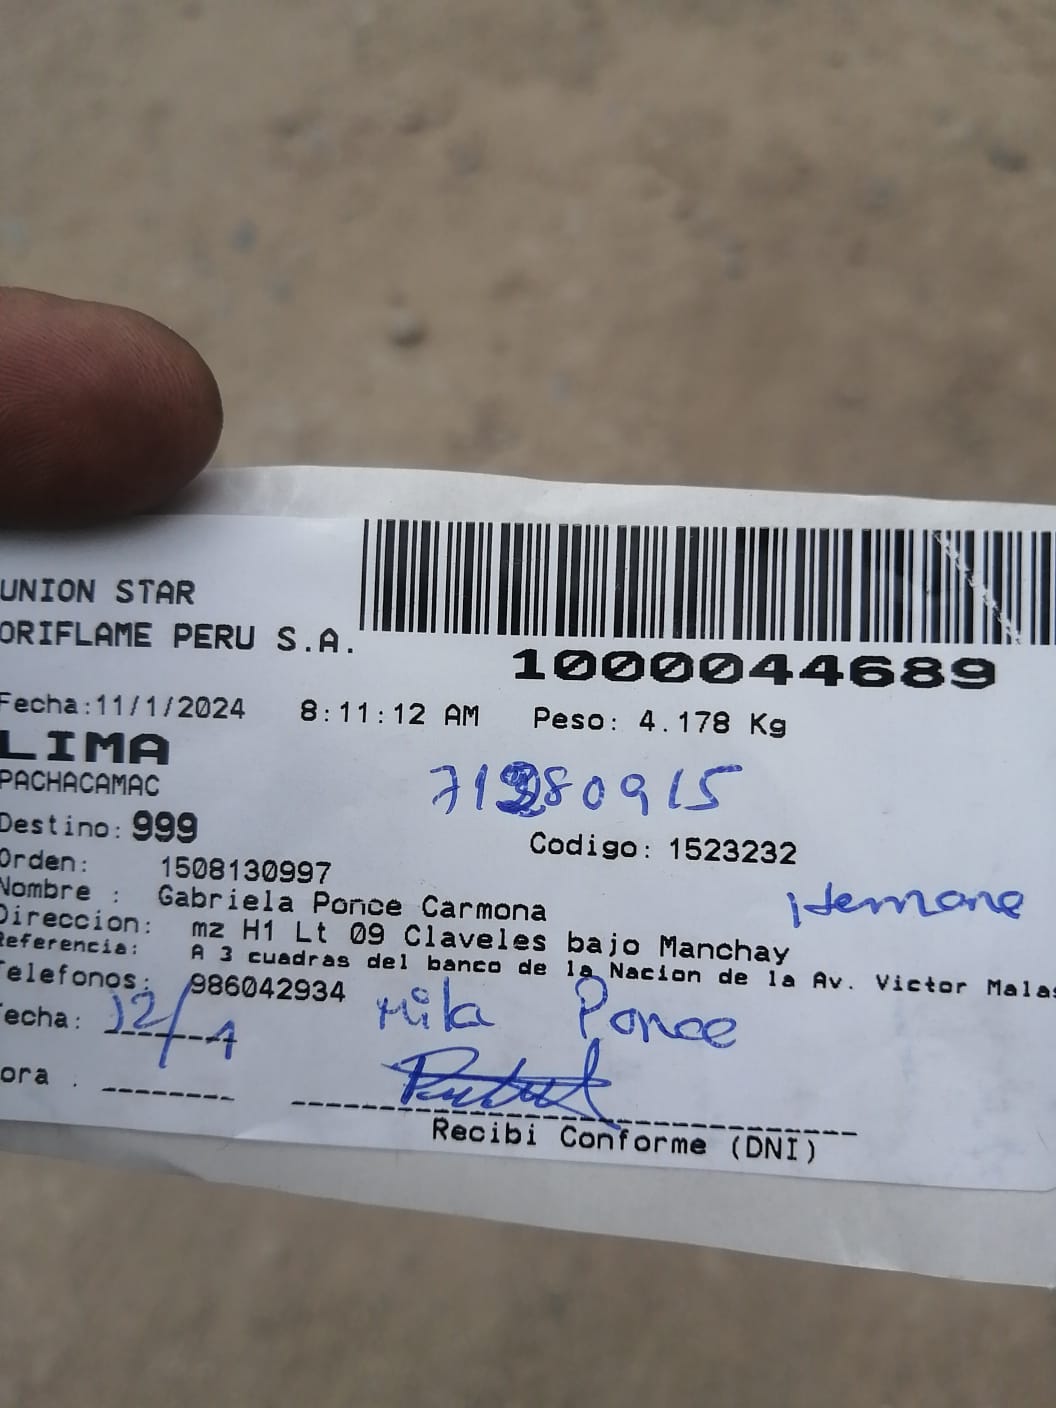 UNION STAR
ORIFLAME PERU S.A.
1000044689
Fecha:11/1/2024 8:11:12 AM Peso: 4.178 Kg
LIMA
PACHACAMAC
Destino: 999
Codigo: 1523232
Orden: 1508130997
Nombre : Gabriela Ponce Carmona
Hermana
Direccion: mz H1 Lt 09 Claveles bajo Manchay
Referencia: A 3 cuadras del banco de la Nacion de la Av. Victor Malas
Telefonos: 986042934
Mila Ponce
Fecha: 12/1
ora :
Recibi Conforme (DNI)